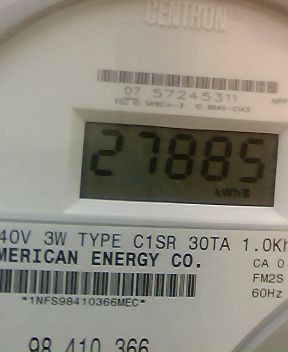 CENTRON®
07 57245311
27885
kWh
40V 3W TYPE C1SR 30TA 1.0Kh
MERICAN ENERGY CO.
CA 0
FM2S
60Hz
*1NFS98410366MEC*
98 410 366